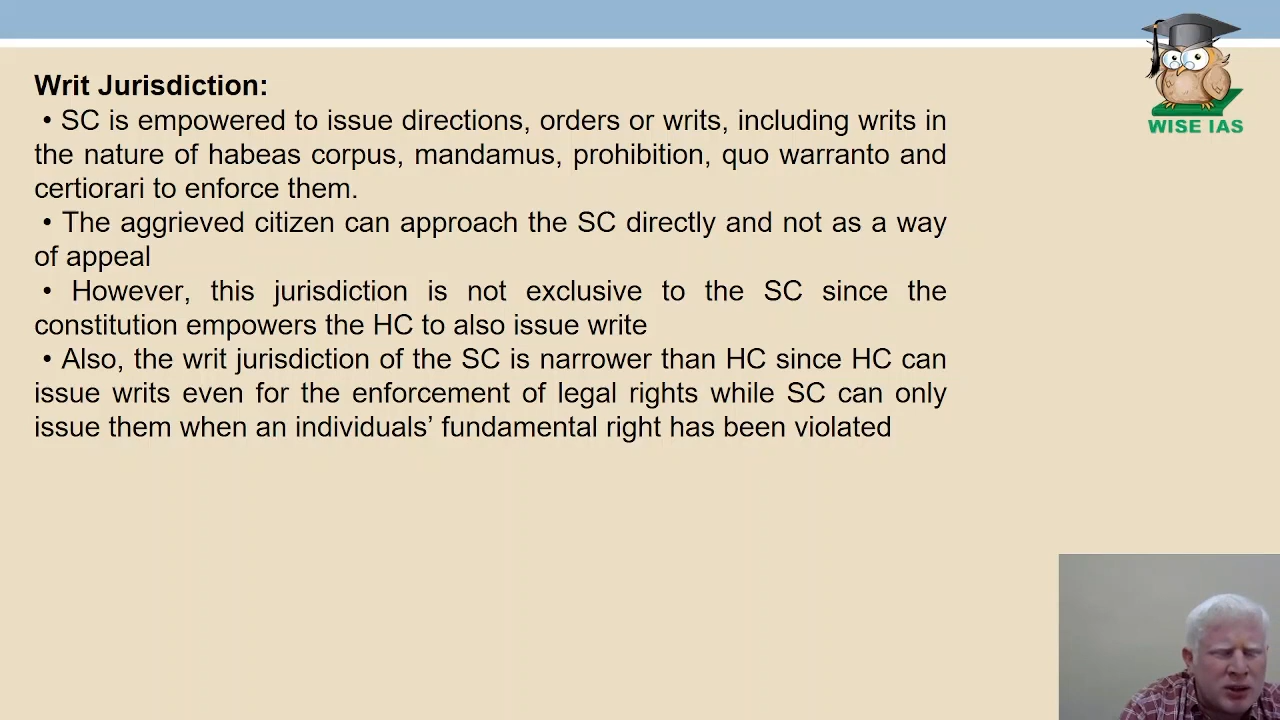 Writ Jurisdiction:
• SC is empowered to issue directions, orders or writs, including writs in
the nature of habeas corpus, mandamus, prohibition, quo warranto and
certiorari to enforce them.
• The aggrieved citizen can approach the SC directly and not as a way
of appeal
• However, this jurisdiction is not exclusive to the SC since the
constitution empowers the HC to also issue write
• Also, the writ jurisdiction of the SC is narrower than HC since HC can
issue writs even for the enforcement of legal rights while SC can only
issue them when an individuals’ fundamental right has been violated
WISE IAS